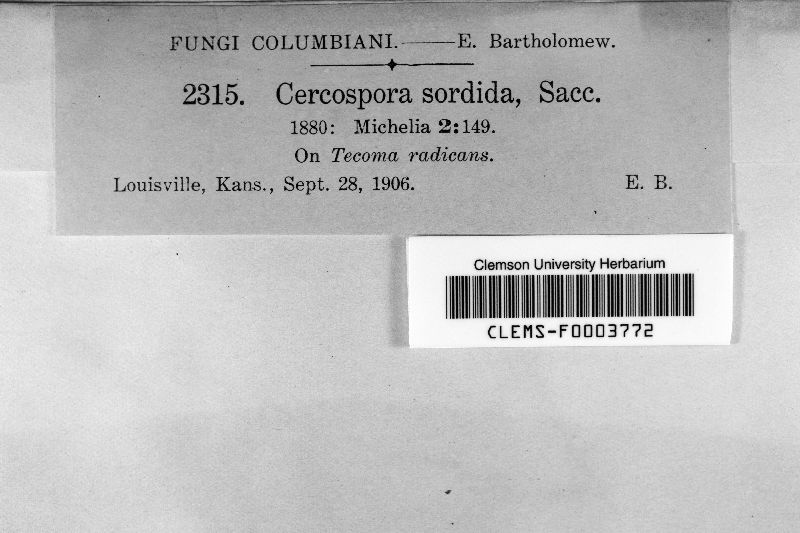 FUNGI COLUMBIANI.——E. Bartholomew.
2315. Cercospora sordida, Sacc.
1880: Michelia 2:149.
On Tecoma radicans.
Louisville, Kans., Sept. 28, 1906. E. B.
Clemson University Herbarium
CLEMS-F0003772